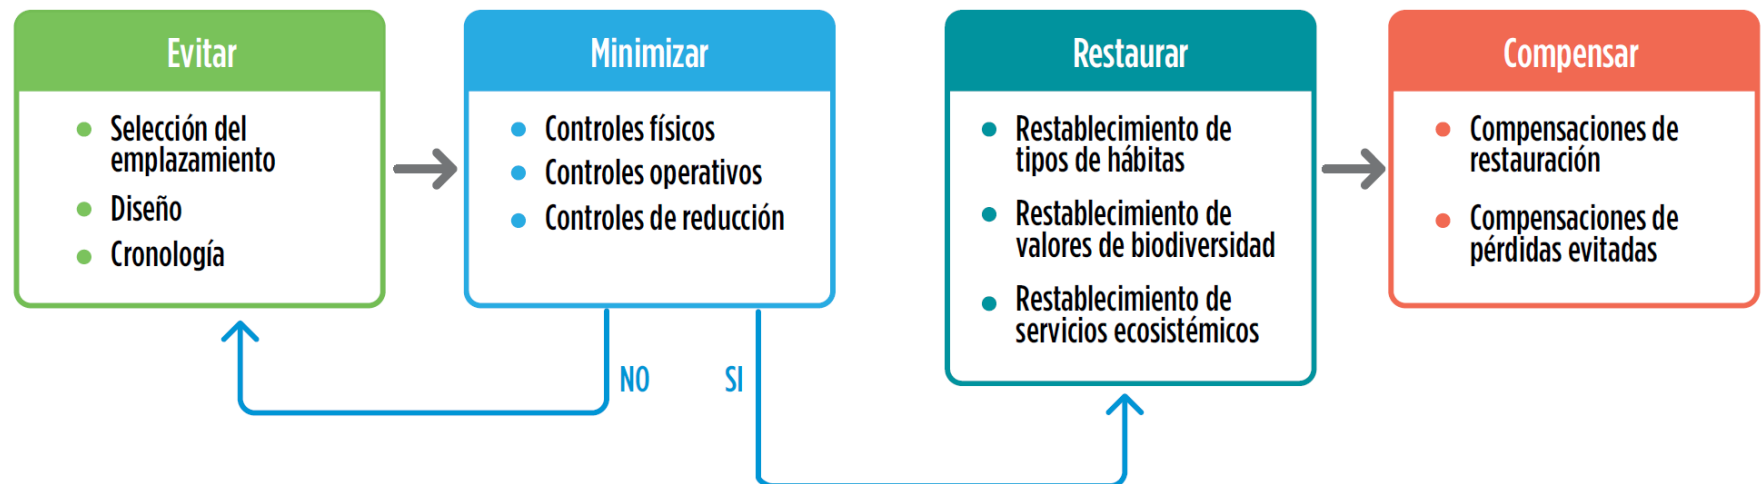 Evitar
Selección del
emplazamiento
Diseño
Cronología
Minimizar
Controles físicos
Controles operativos
Controles de reducción
NO
SI
Restaurar
Restablecimiento de
tipos de hábitas
Restablecimiento de
valores de biodiversidad
Restablecimiento de
servicios ecosistémicos
Compensar
Compensaciones de
restauración
Compensaciones de
pérdidas evitadas